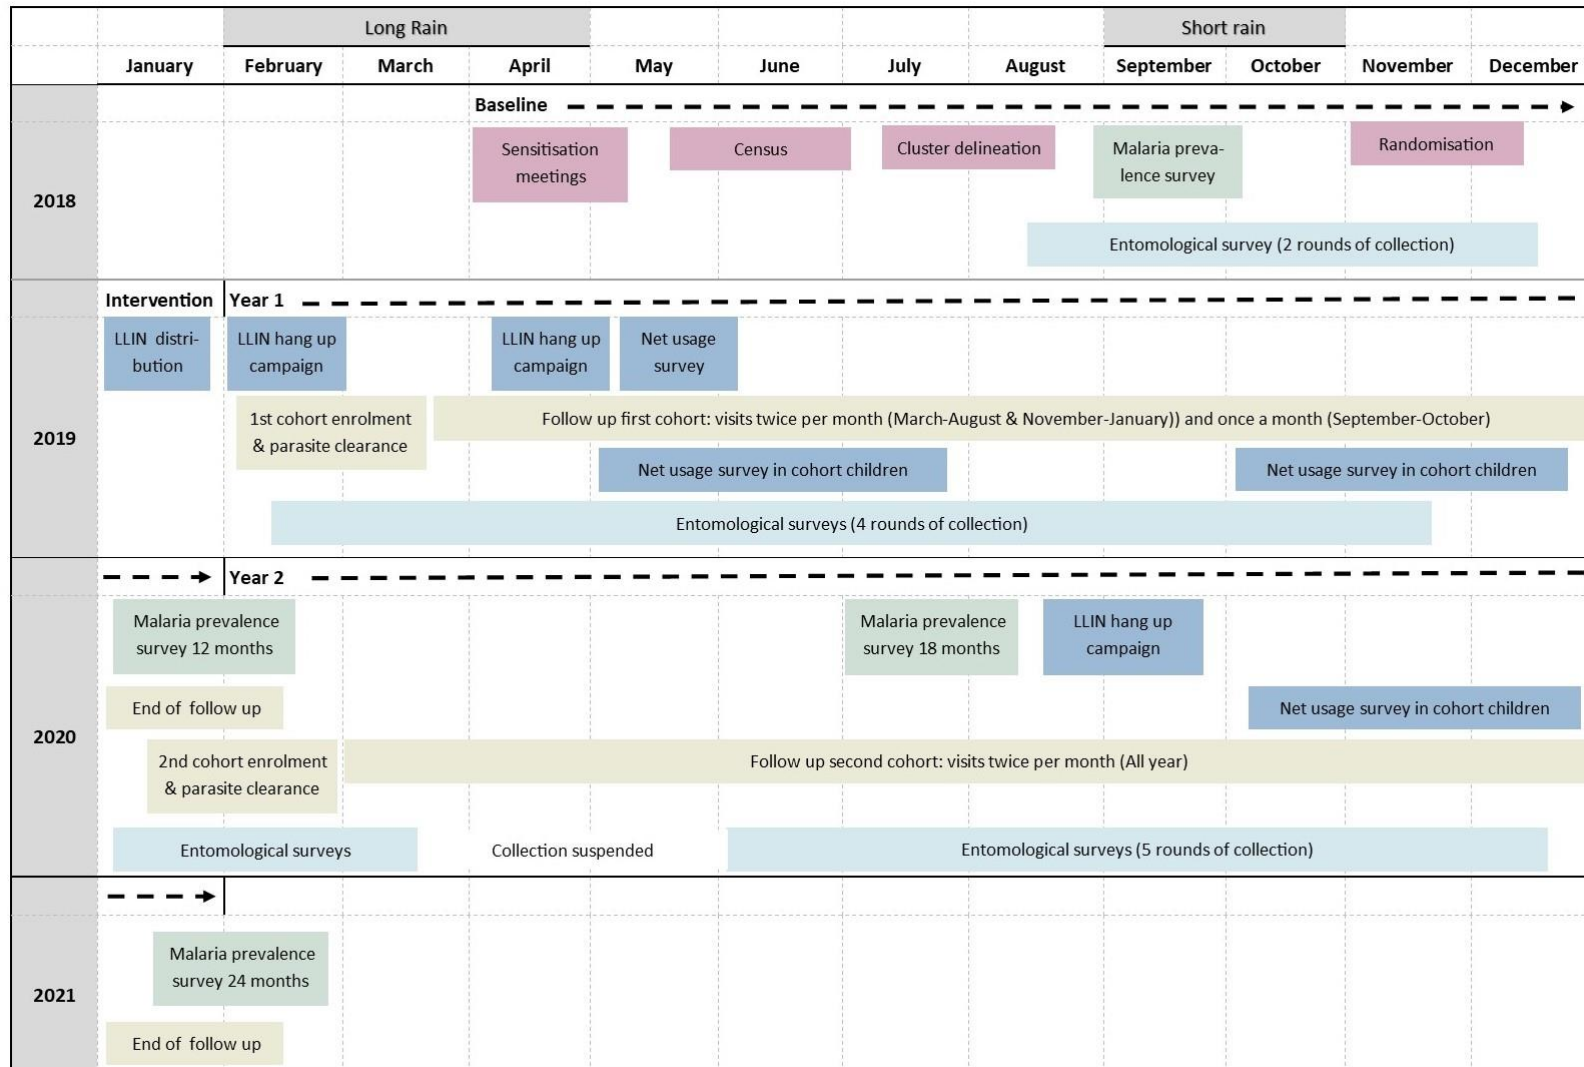 Long Rain Short rain
January February March April May June July August September October November December
Baseline
2018
Sensitisation
meetings
Census
Cluster delineation
Malaria preva-
lence survey
Randomisation
Entomological survey (2 rounds of collection)
Intervention Year 1
2019
LLIN distri-
bution
LLIN hang up
campaign
LLIN hang up
campaign
Net usage
survey
1st cohort enrolment
& parasite clearance
Follow up first cohort: visits twice per month (March-August & November-January)) and once a month (September-October)
Net usage survey in cohort children
Net usage survey in cohort children
Entomological surveys (4 rounds of collection)
Year 2
2020
Malaria prevalence
survey 12 months
Malaria prevalence
survey 18 months
LLIN hang up
campaign
End of follow up
Net usage survey in cohort children
2nd cohort enrolment
& parasite clearance
Follow up second cohort: visits twice per month (All year)
Entomological surveys
Collection suspended
Entomological surveys (5 rounds of collection)
2021
Malaria prevalence
survey 24 months
End of follow up